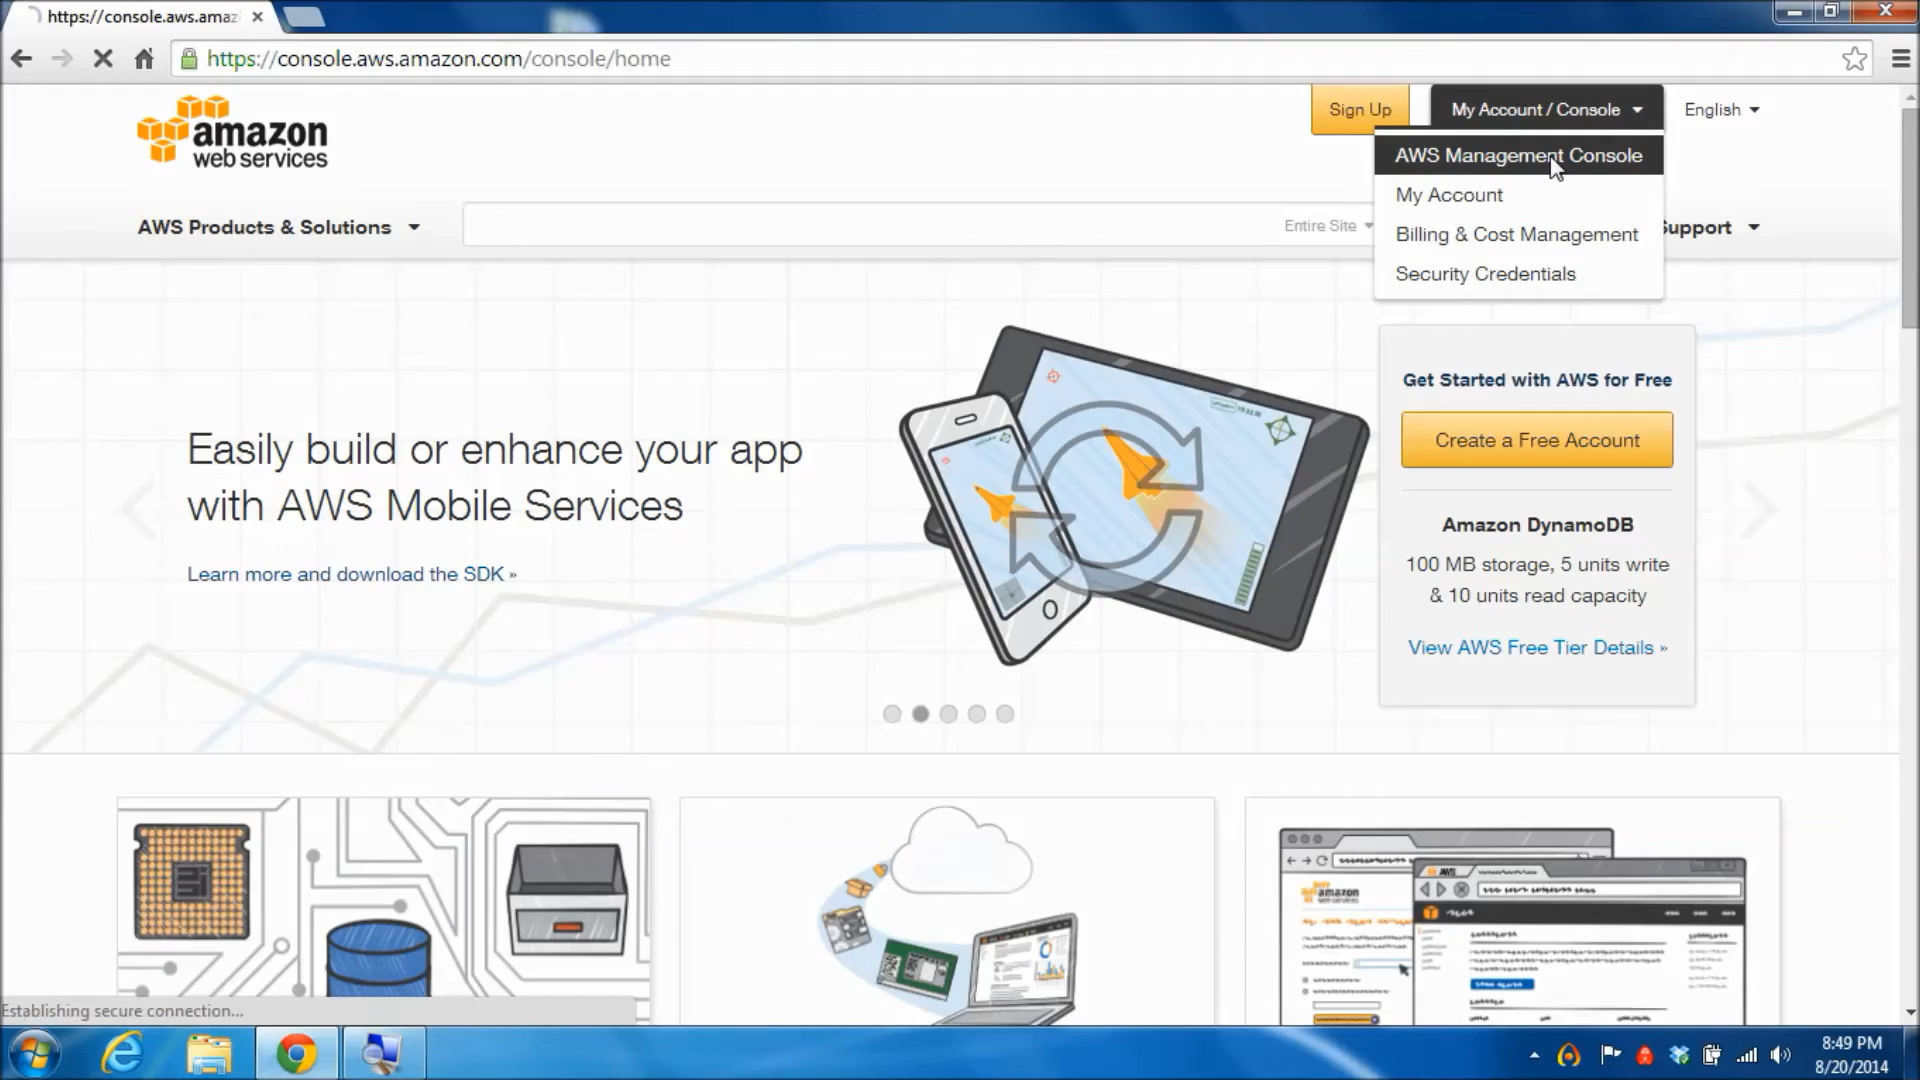 https://console.aws.amaz
https://console.aws.amazon.com/console/home
amazon
web services
Sign Up
My Account / Console
English
AWS Management Console
My Account
Billing & Cost Management
Security Credentials
AWS Products & Solutions
Entire Site
Support
Easily build or enhance your app
with AWS Mobile Services
Learn more and download the SDK »
Get Started with AWS for Free
Create a Free Account
Amazon DynamoDB
100 MB storage, 5 units write
& 10 units read capacity
View AWS Free Tier Details »
amazon
AWS
Establishing secure connection...
8:49 PM
8/20/2014